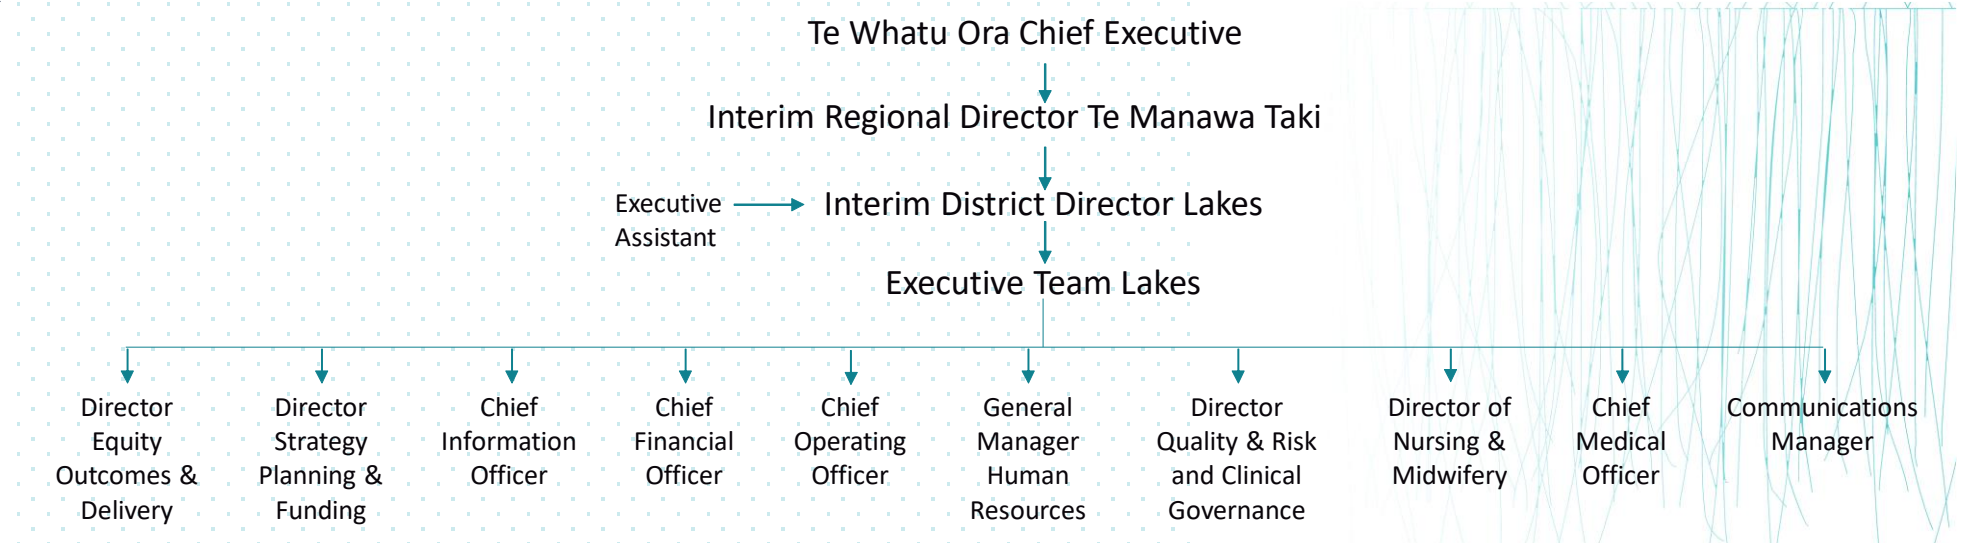 Te Whatu Ora Chief Executive
Interim Regional Director Te Manawa Taki
Executive
Assistant
Interim District Director Lakes
Executive Team Lakes
Director
Equity
Outcomes &
Delivery
Director
Strategy
Planning &
Funding
Chief
Information
Officer
Chief
Financial
Officer
Chief
Operating
Officer
General
Manager
Human
Resources
Director
Quality & Risk
and Clinical
Governance
Director of
Nursing &
Midwifery
Chief
Medical
Officer
Communications
Manager